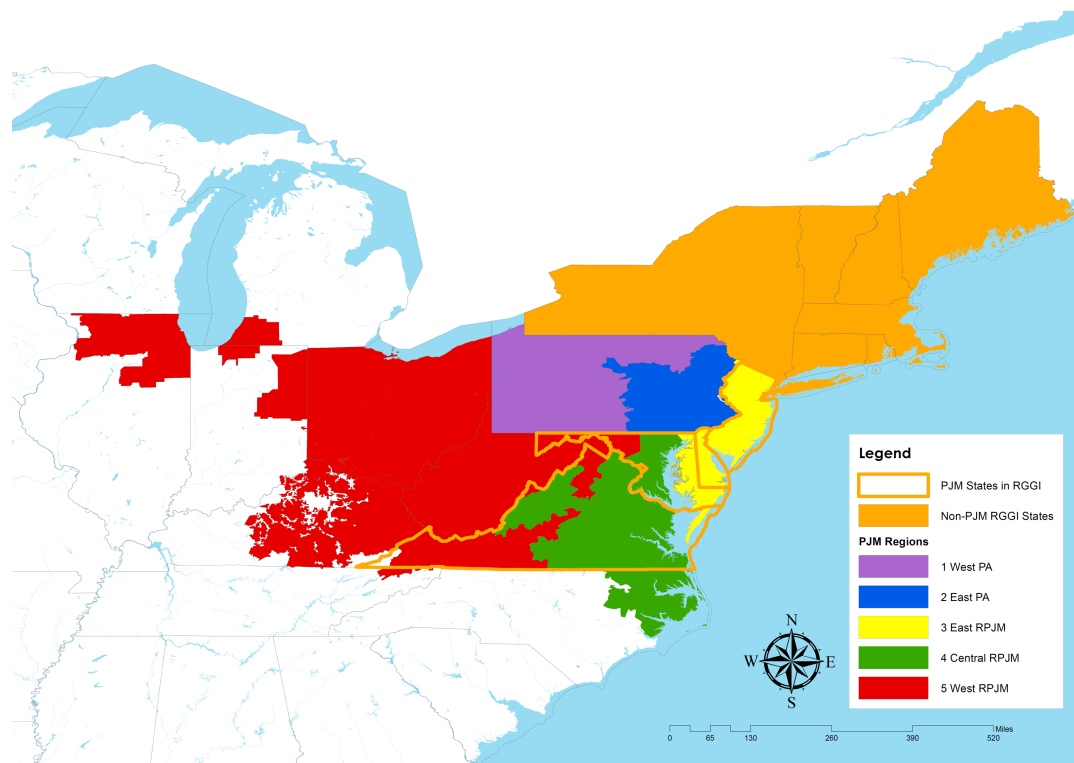 Legend
PJM States in RGGI
Non-PJM RGGI States
PJM Regions
1 West PA
2 East PA
3 East RPJM
4 Central RPJM
5 West RPJM
N
W E
S
Miles
0 65 130 260 390 520